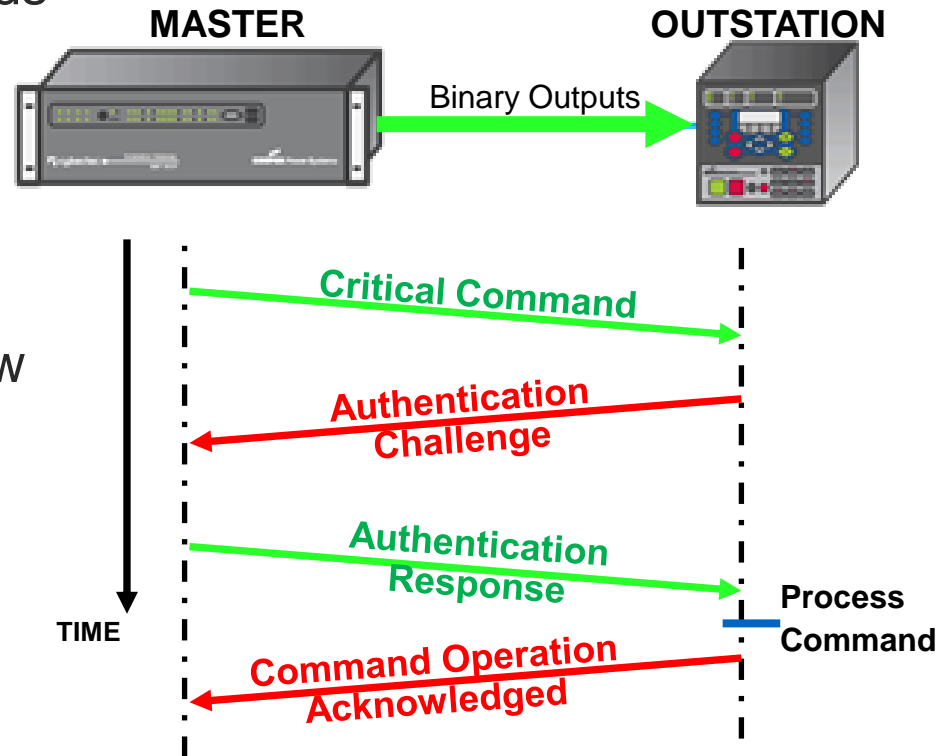 MASTER
OUTSTATION
Binary Outputs
Critical Command
Authentication
Challenge
Authentication
Response
Process
Command
TIME
Command Operation
Acknowledged